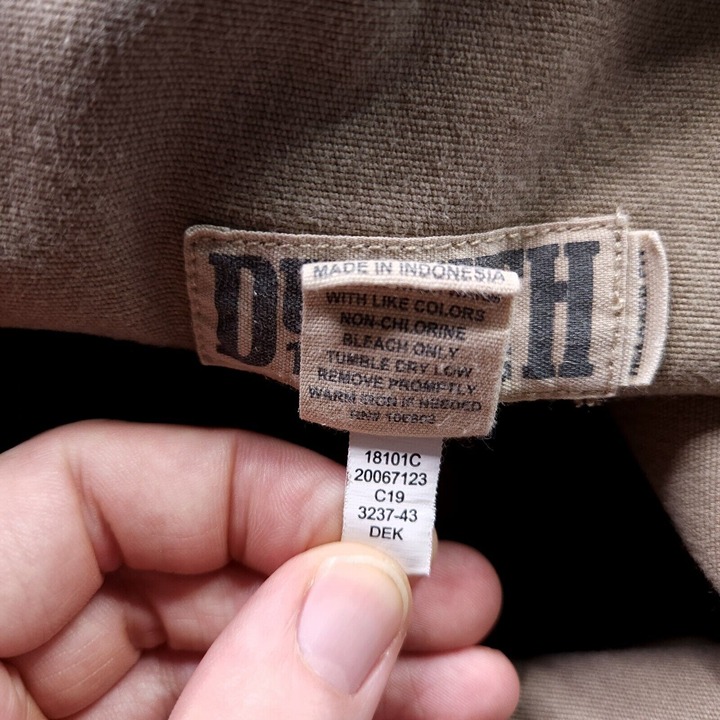 MADE IN INDONESIA
WITH LIKE COLORS
NON-CHLORINE
BLEACH ONLY
TUMBLE DRY LOW
REMOVE PROMPTLY
WARM IRON IF NEEDED
18101C
20067123
C19
3237-43
DEK